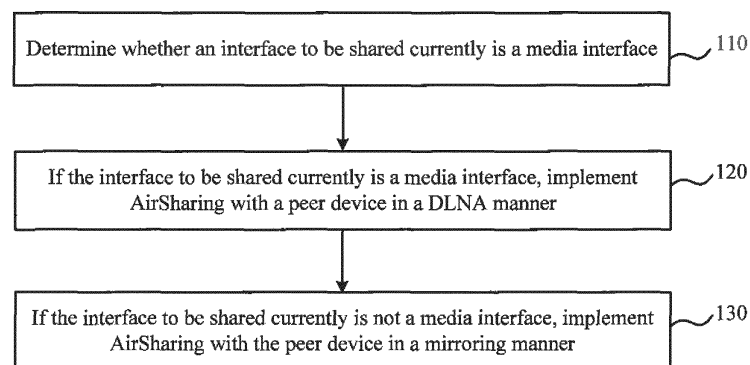 Determine whether an interface to be shared currently is a media interface
110
If the interface to be shared currently is a media interface, implement
AirSharing with a peer device in a DLNA manner
120
If the interface to be shared currently is not a media interface, implement
AirSharing with the peer device in a mirroring manner
130